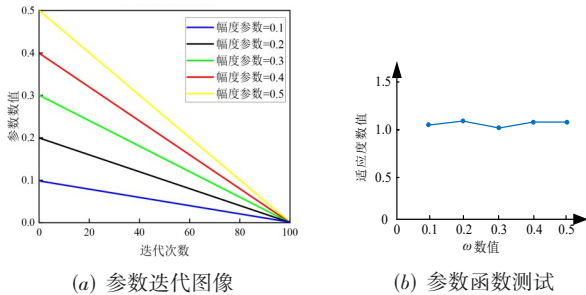 0.5
0.4
0.3
0.2
0.1
0.0
参数数值
0
20
40
60
80
100
迭代次数
幅度参数=0.1
幅度参数=0.2
幅度参数=0.3
幅度参数=0.4
幅度参数=0.5
(a) 参数迭代图像
1.5
1.0
0.5
0
适应度数值
0
0.1
0.2
0.3
0.4
0.5
ω数值
(b) 参数函数测试